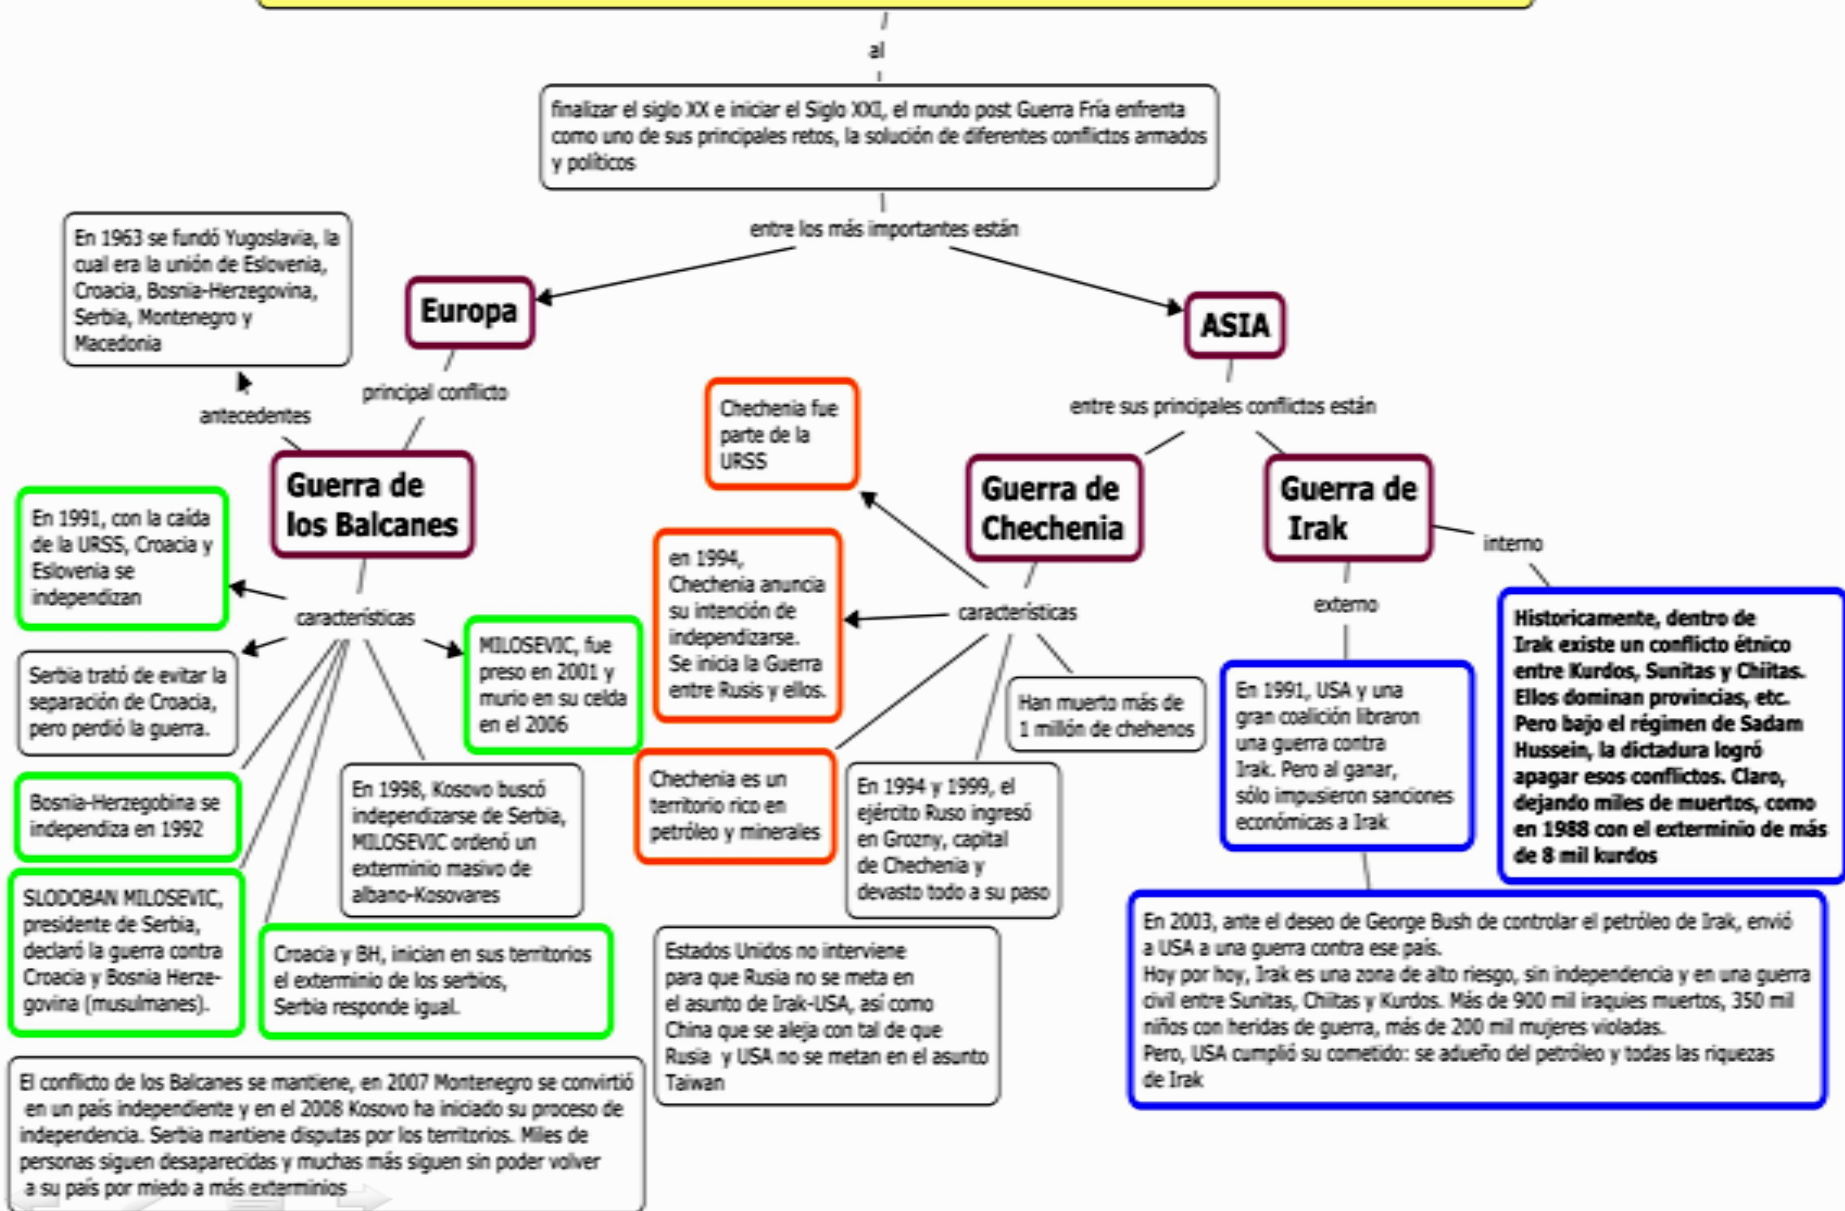 al
finalizar el siglo XX e iniciar el Siglo XXI, el mundo post Guerra Fría enfrenta
como uno de sus principales retos, la solución de diferentes conflictos armados
y políticos
entre los más importantes están
En 1963 se fundó Yugoslavia, la
cual era la unión de Eslovenia,
Croacia, Bosnia-Herzegovina,
Serbia, Montenegro y
Macedonia
Europa
ASIA
principal conflicto
antecedentes
entre sus principales conflictos están
Guerra de
los Balcanes
Chechenia fue
parte de la
URSS
Guerra de
Chechenia
Guerra de
Irak
En 1991, con la caída
de la URSS, Croacia y
Eslovenia se
independizan
características
Serbia trató de evitar la
separación de Croacia,
pero perdió la guerra.
MILOSEVIC, fue
preso en 2001 y
murio en su celda
en el 2006
Bosnia-Herzegobina se
independiza en 1992
En 1998, Kosovo buscó
independizarse de Serbia,
MILOSEVIC ordenó un
exterminio masivo de
albano-Kosovares
SLODOBAN MILOSEVIC,
presidente de Serbia,
declaró la guerra contra
Croacia y Bosnia Herze-
govina (musulmanes).
Croacia y BH, inician en sus territorios
el exterminio de los serbios,
Serbia responde igual.
El conflicto de los Balcanes se mantiene, en 2007 Montenegro se convirtió
en un país independiente y en el 2008 Kosovo ha iniciado su proceso de
independencia. Serbia mantiene disputas por los territorios. Miles de
personas siguen desaparecidas y muchas más siguen sin poder volver
a su país por miedo a más exterminios
en 1994,
Chechenia anuncia
su intención de
independizarse.
Se inicia la Guerra
entre Rusis y ellos.
características
Han muerto más de
1 millón de chehenos
Chechenia es un
territorio rico en
petróleo y minerales
En 1994 y 1999, el
ejército Ruso ingresó
en Grozny, capital
de Chechenia y
devasto todo a su paso
Estados Unidos no interviene
para que Rusia no se meta en
el asunto de Irak-USA, así como
China que se aleja con tal de que
Rusia y USA no se metan en el asunto
Taiwan
interno
externo
Historicamente, dentro de
Irak existe un conflicto étnico
entre Kurdos, Sunitas y Chiitas.
Ellos dominan provincias, etc.
Pero bajo el régimen de Sadam
Hussein, la dictadura logró
apagar esos conflictos. Claro,
dejando miles de muertos, como
en 1988 con el exterminio de más
de 8 mil kurdos
En 1991, USA y una
gran coalición libraron
una guerra contra
Irak. Pero al ganar,
sólo impusieron sanciones
económicas a Irak
En 2003, ante el deseo de George Bush de controlar el petróleo de Irak, envió
a USA a una guerra contra ese país.
Hoy por hoy, Irak es una zona de alto riesgo, sin independencia y en una guerra
civil entre Sunitas, Chiitas y Kurdos. Más de 900 mil iraquies muertos, 350 mil
niños con heridas de guerra, más de 200 mil mujeres violadas.
Pero, USA cumplió su cometido: se adueño del petróleo y todas las riquezas
de Irak